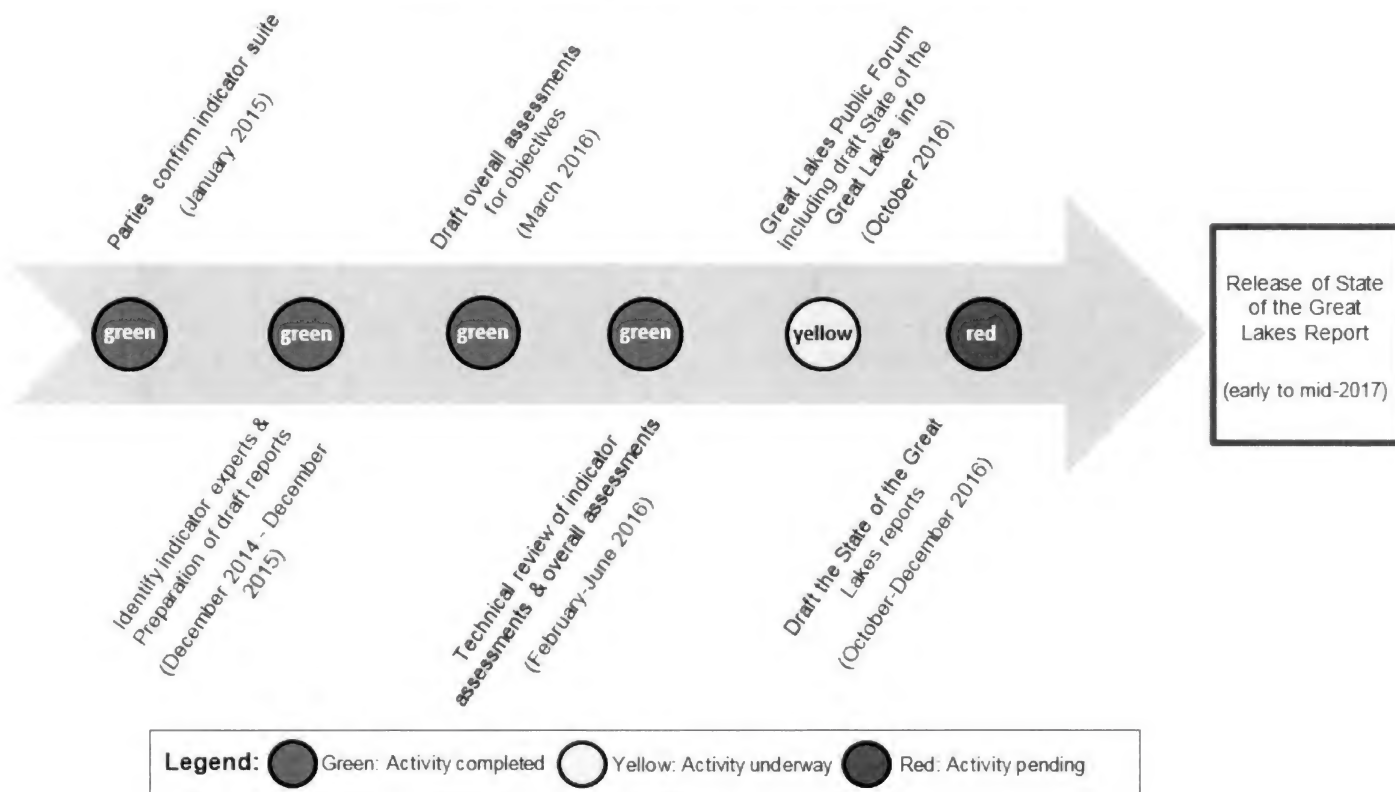 Parties confirm indicator suite
(January 2015)
Draft overall assessments
for objectives
(March 2016)
Great Lakes Public Forum
including draft State of the
Great Lakes info
(October 2016)
green
green
green
green
yellow
red
Release of State
of the Great
Lakes Report
(early to mid-2017)
Identify indicator experts &
Preparation of draft reports
(December 2014 - December
2015)
Technical review of indicator
assessments & overall assessments
(February-June 2016)
Draft the State of the Great
Lakes reports
(October-December 2016)
Legend: Green: Activity completed Yellow: Activity underway Red: Activity pending